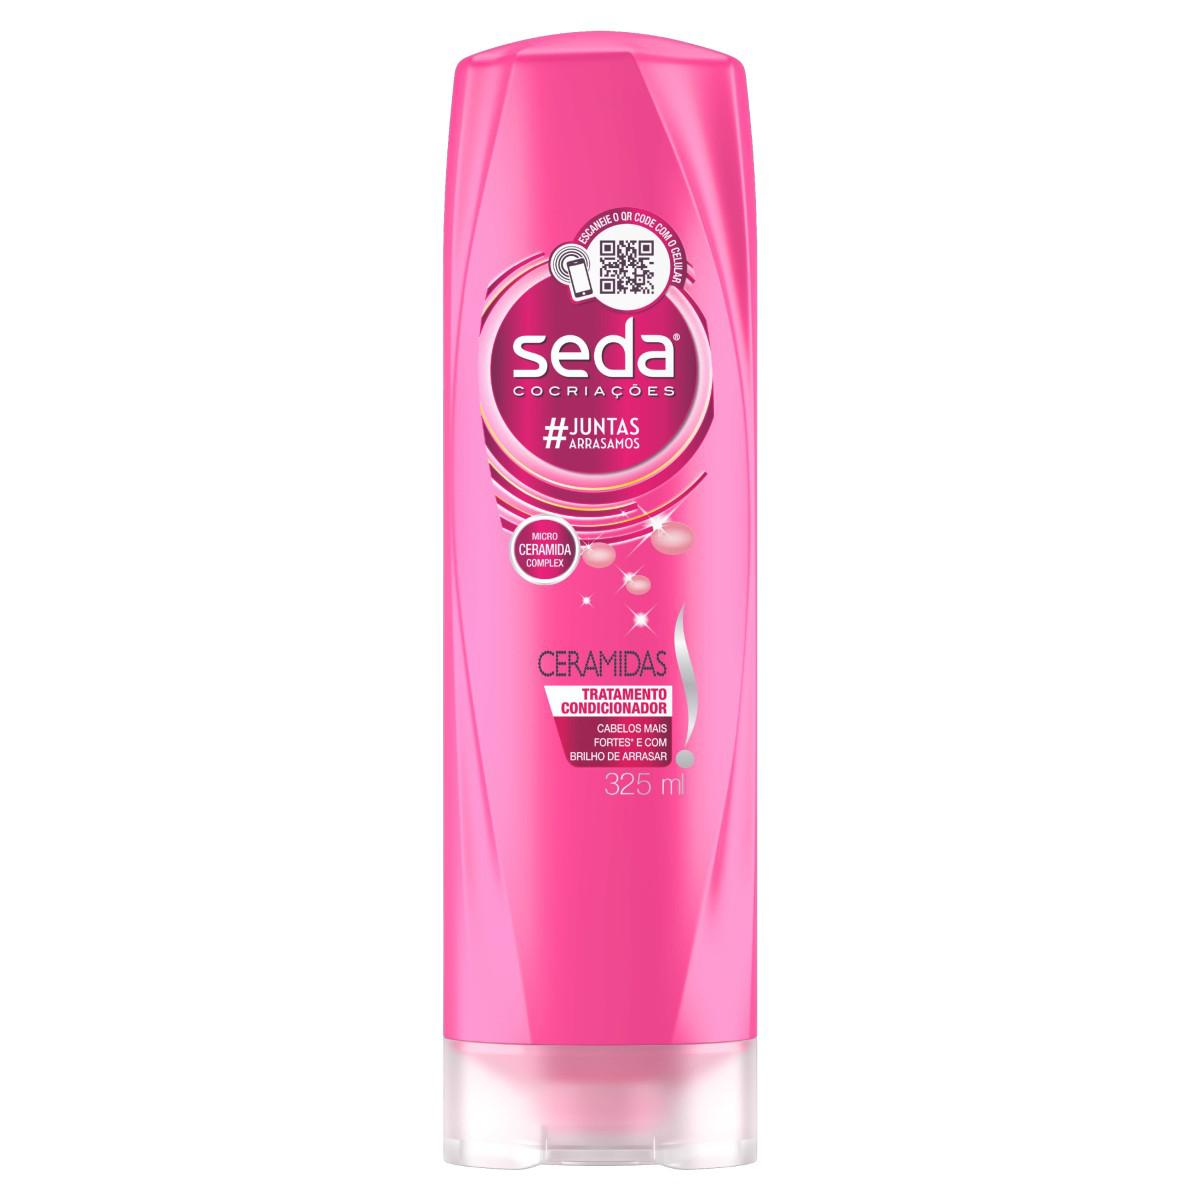 ESCANEIE O QR CODE COM O CELULAR
seda®
COCRIAÇÕES
#JUNTAS
ARRASAMOS
MICRO
CERAMIDA
COMPLEX
CERAMIDAS
TRATAMENTO
CONDICIONADOR
CABELOS MAIS
FORTES* E COM
BRILHO DE ARRASAR
325 ml